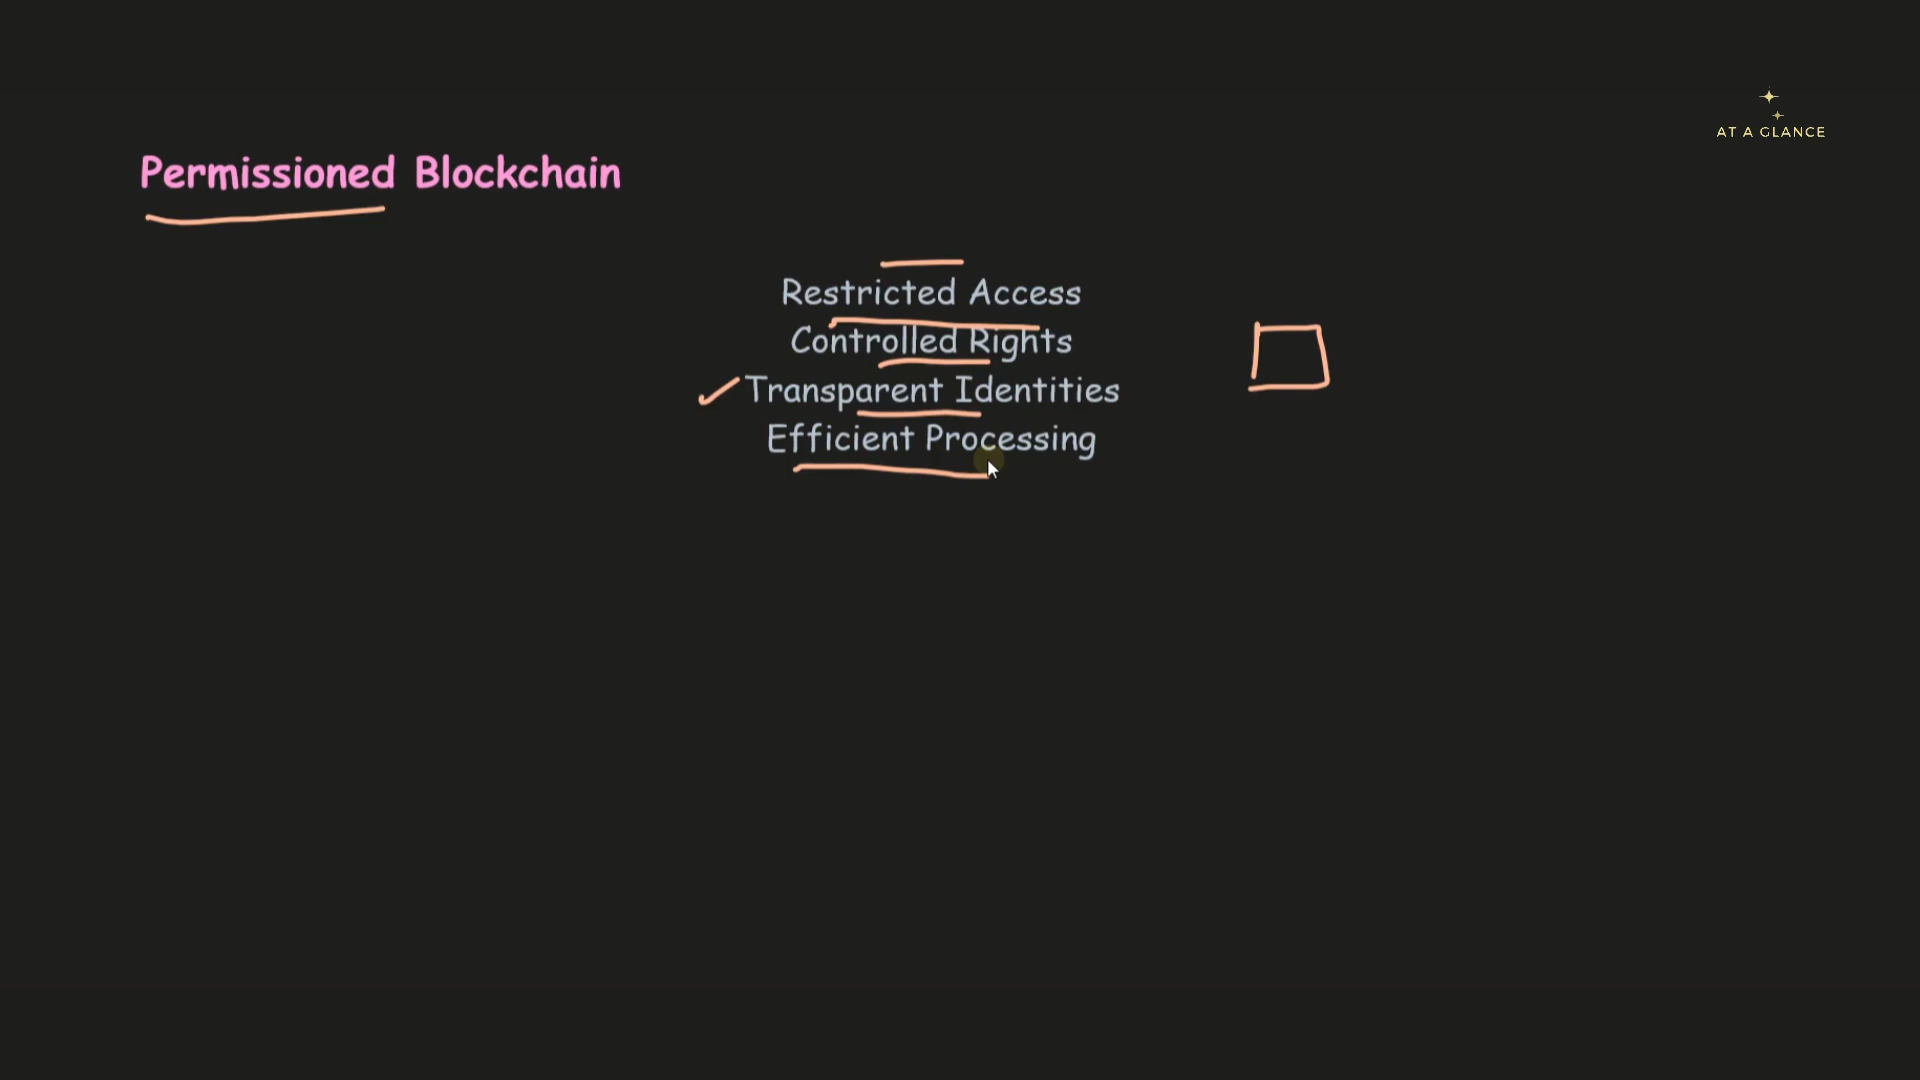 AT A GLANCE
Permissioned Blockchain
Restricted Access
Controlled Rights
Transparent Identities
Efficient Processing